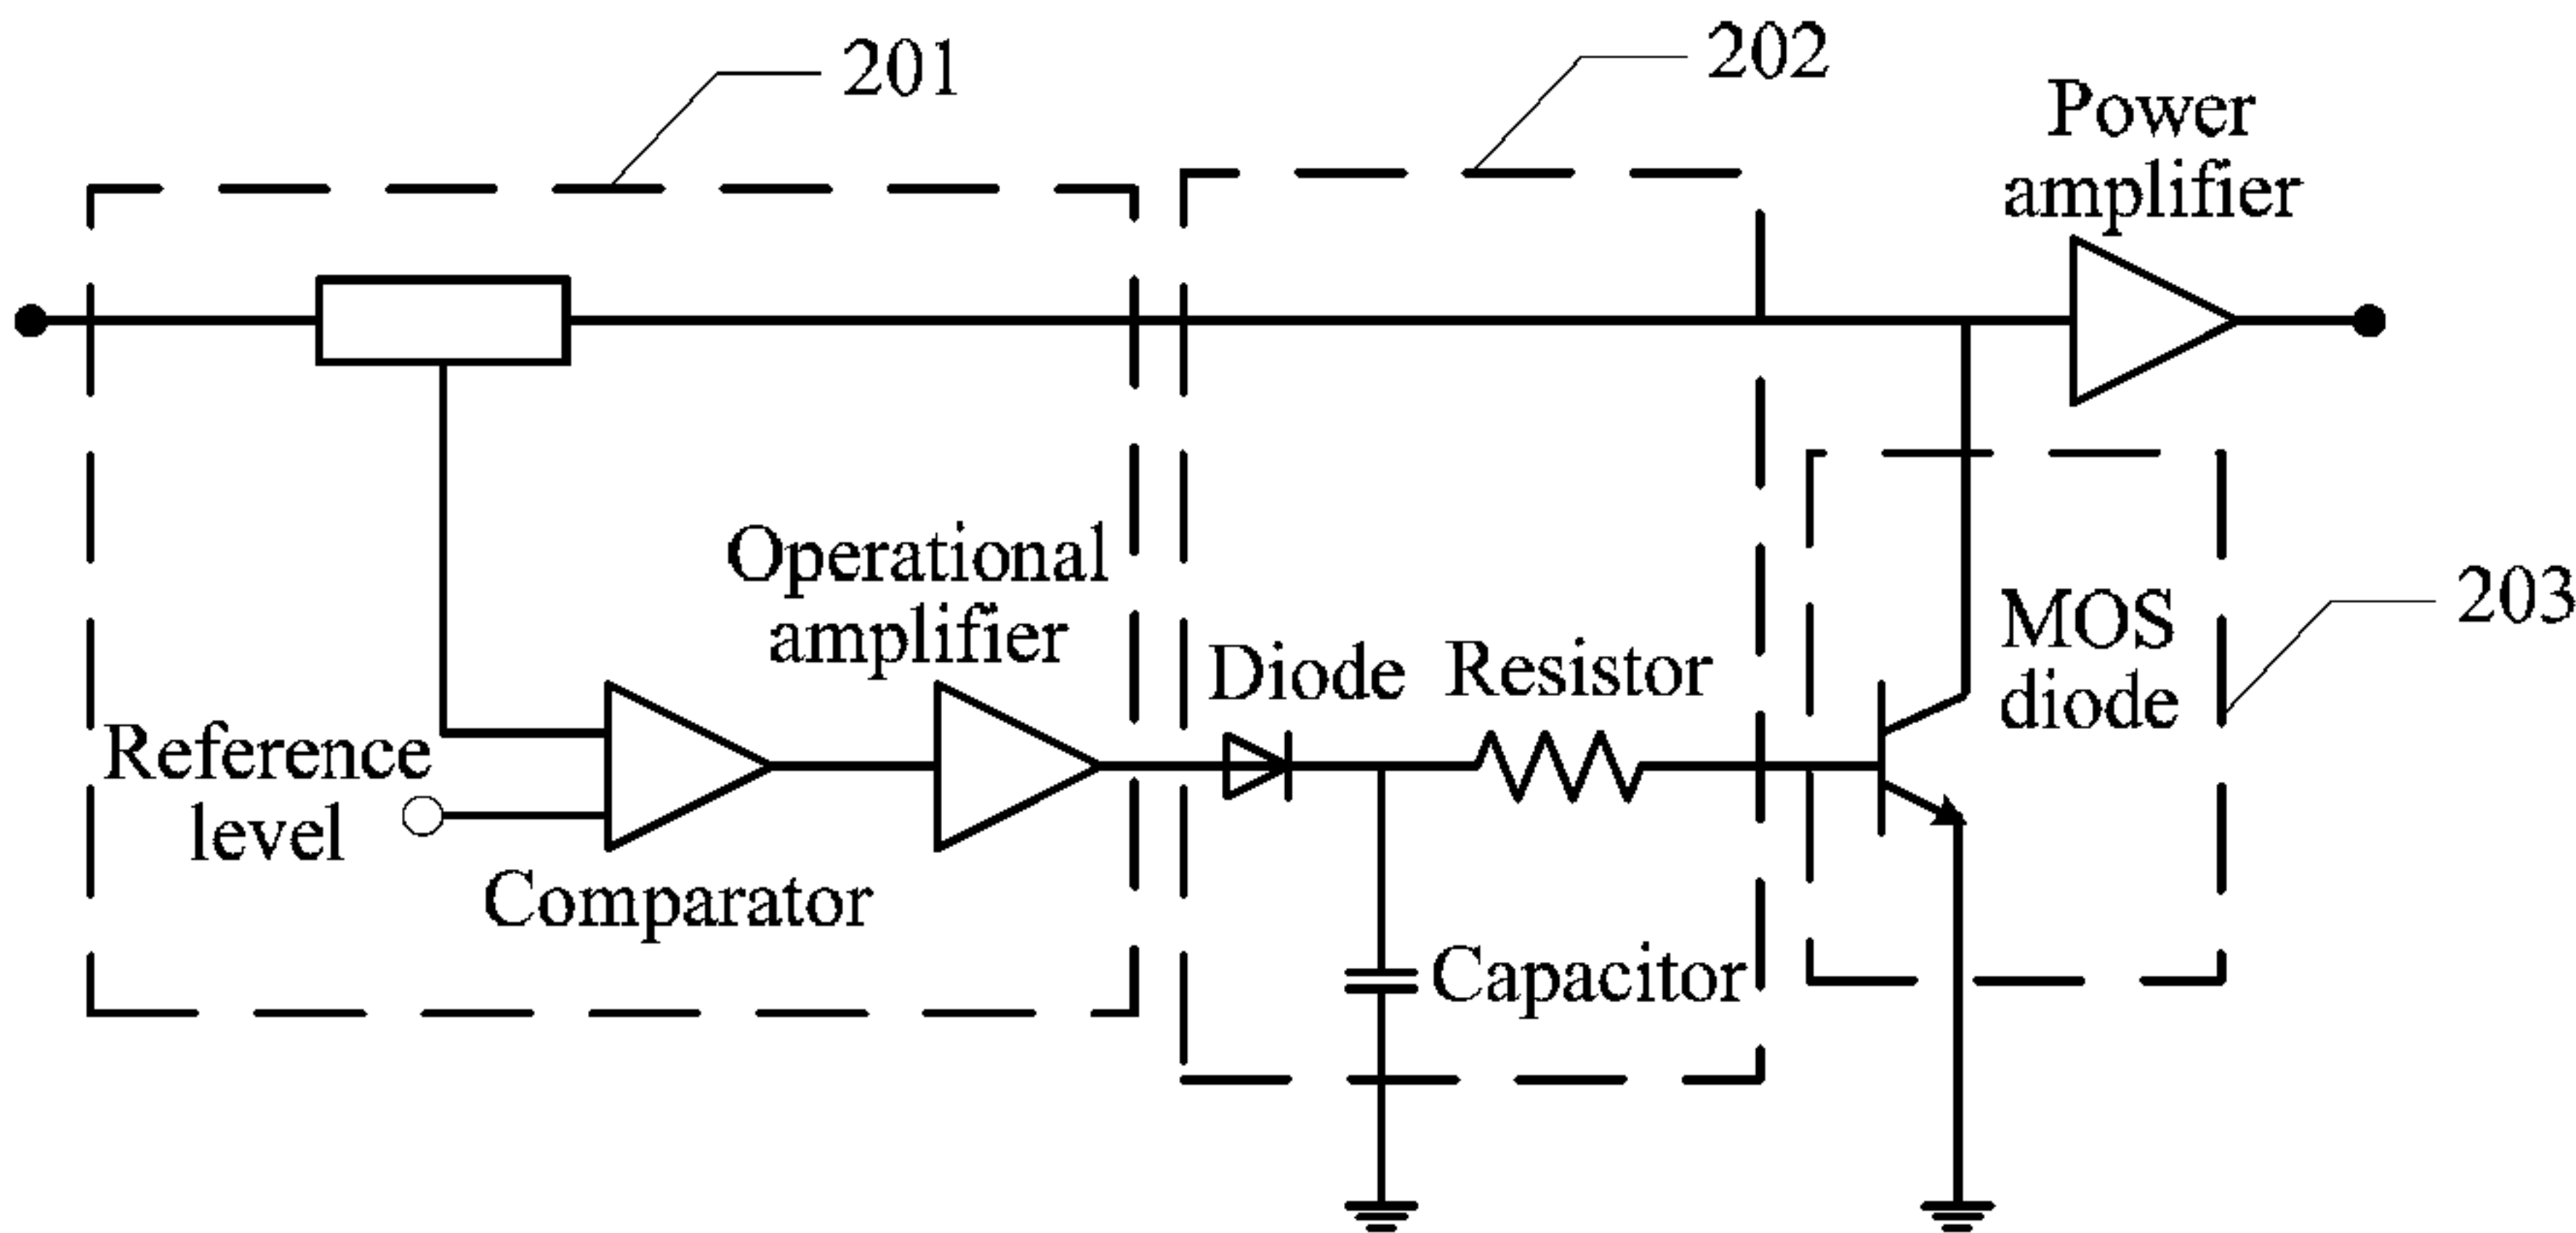 201
202
Power
amplifier
Operational
amplifier
203
MOS
diode
Diode
Resistor
Reference
level
Comparator
Capacitor